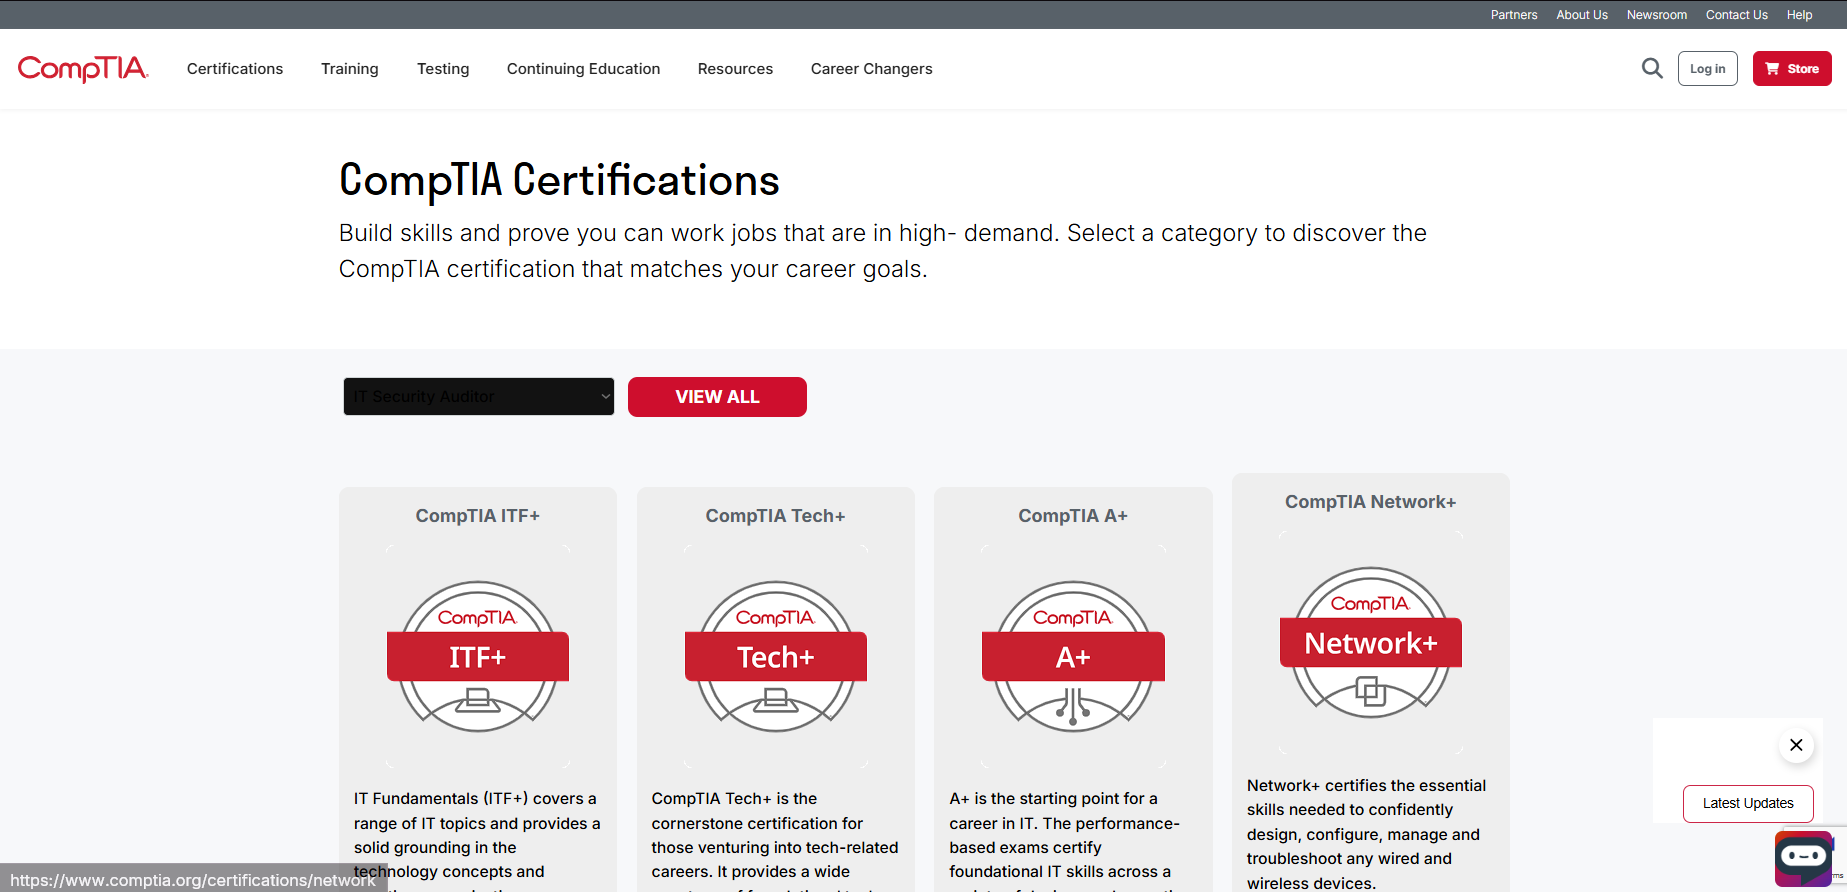 Partners About Us Newsroom Contact Us Help
CompTIA.
Certifications Training Testing Continuing Education Resources Career Changers
Log in
Store
CompTIA Certifications
Build skills and prove you can work jobs that are in high- demand. Select a category to discover the
CompTIA certification that matches your career goals.
IT Security Auditor
VIEW ALL
CompTIA ITF+
CompTIA.
ITF+
IT Fundamentals (ITF+) covers a
range of IT topics and provides a
solid grounding in the
technology concepts and
CompTIA Tech+
CompTIA.
Tech+
CompTIA Tech+ is the
cornerstone certification for
those venturing into tech-related
careers. It provides a wide
CompTIA A+
CompTIA.
A+
A+ is the starting point for a
career in IT. The performance-
based exams certify
foundational IT skills across a
CompTIA Network+
CompTIA.
Network+
Network+ certifies the essential
skills needed to confidently
design, configure, manage and
troubleshoot any wired and
wireless devices.
Latest Updates
https://www.comptia.org/certifications/network